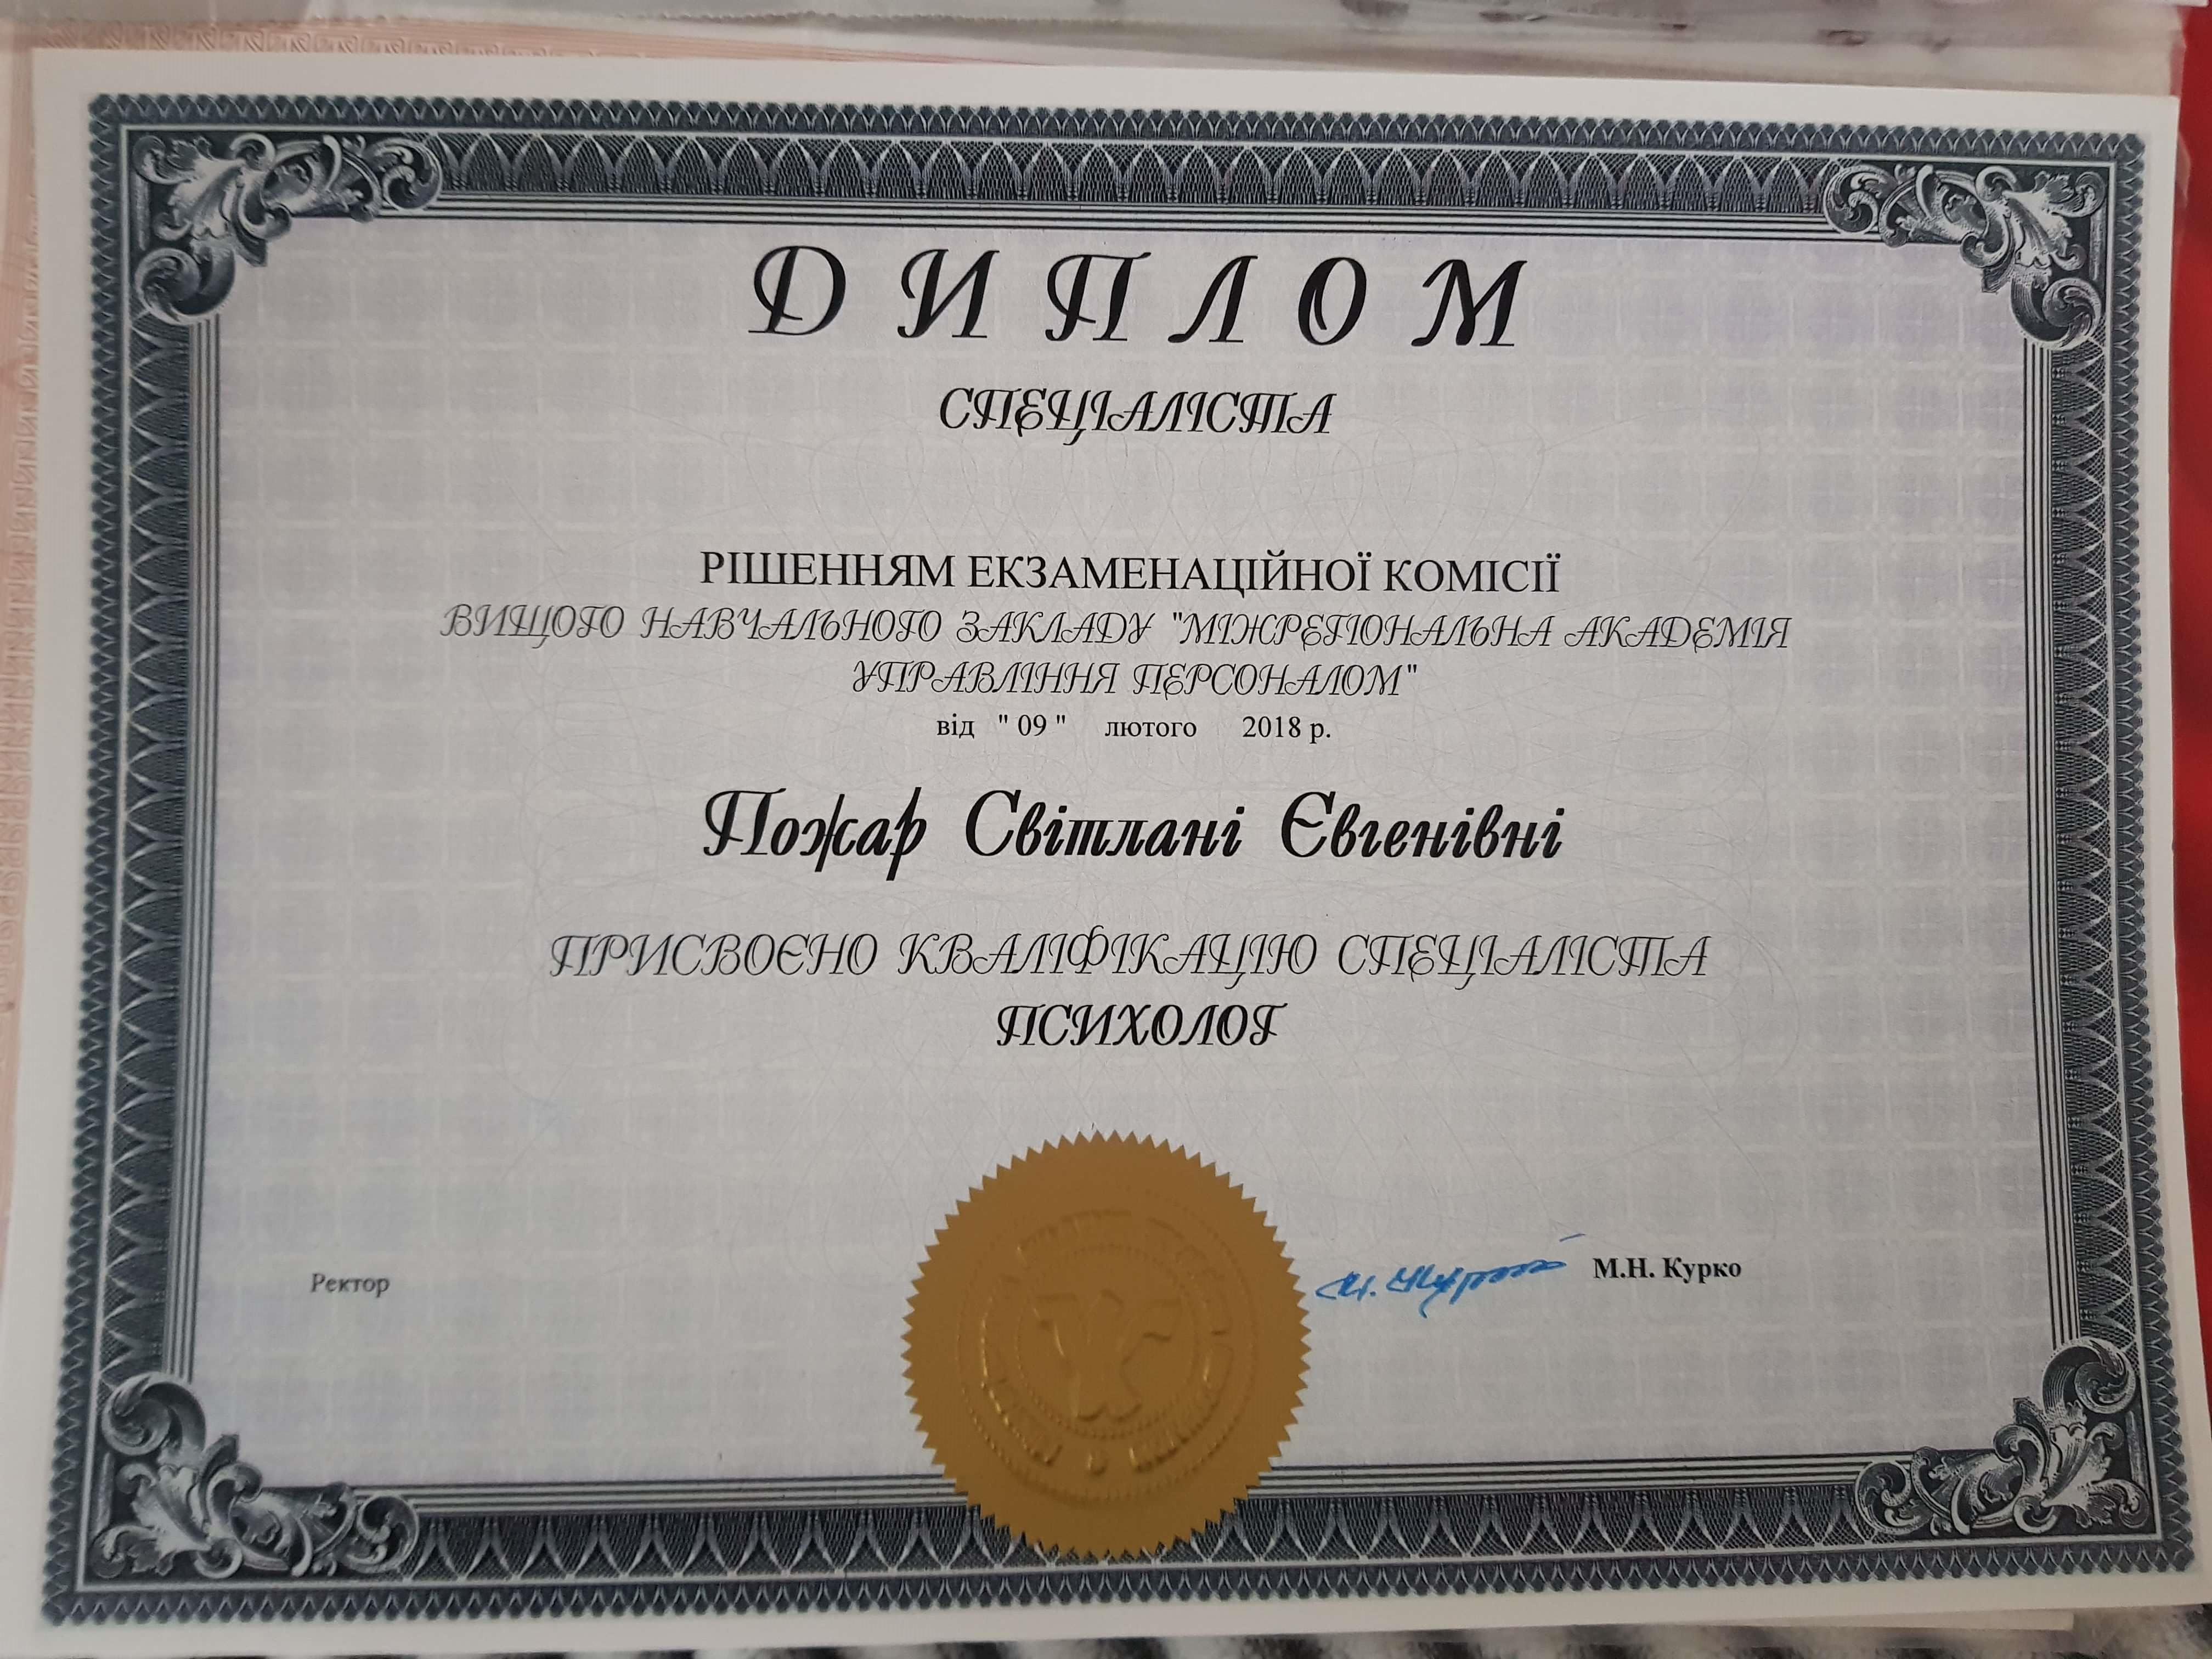 ДИПЛОМ
СПЕЦІАЛІСТА
РІШЕННЯМ ЕКЗАМЕНАЦІЙНОЇ КОМІСІЇ
ВИЩОГО НАВЧАЛЬНОГО ЗАКЛАДУ "МІЖРЕГІОНАЛЬНА АКАДЕМІЯ
УПРАВЛІННЯ ПЕРСОНАЛОМ"
від " 09 " лютого 2018 р.
Пожар Світлані Євгенівні
ПРИСВОЄНО КВАЛІФІКАЦІЮ СПЕЦІАЛІСТА
ПСИХОЛОГ
Ректор М.Н. Курко